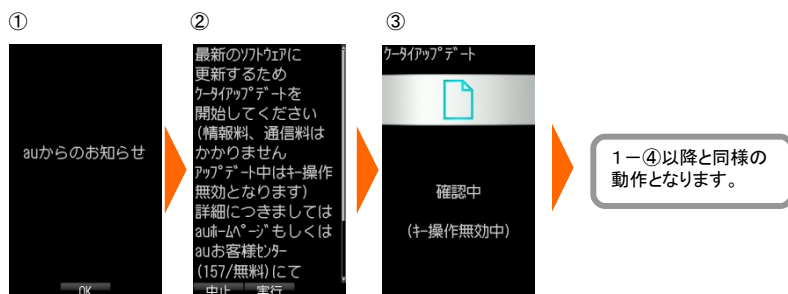 ①
②
③
auからのお知らせ
OK
最新のｿﾌﾄｳｪｱに
更新するため
ｹｰﾀｲｱｯﾌﾟﾃﾞｰﾄを
開始してください
(情報料、通信料は
かかりません
ｱｯﾌﾟﾃﾞｰﾄ中はｷｰ操作
無効となります)
詳細につきましては
auﾎｰﾑﾍﾟｰｼﾞもしくは
auお客様ｾﾝﾀｰ
(157/無料)にて
中止 実行
ｹｰﾀｲｱｯﾌﾟﾃﾞｰﾄ
確認中
(ｷｰ操作無効中)
１－④以降と同様の
動作となります。